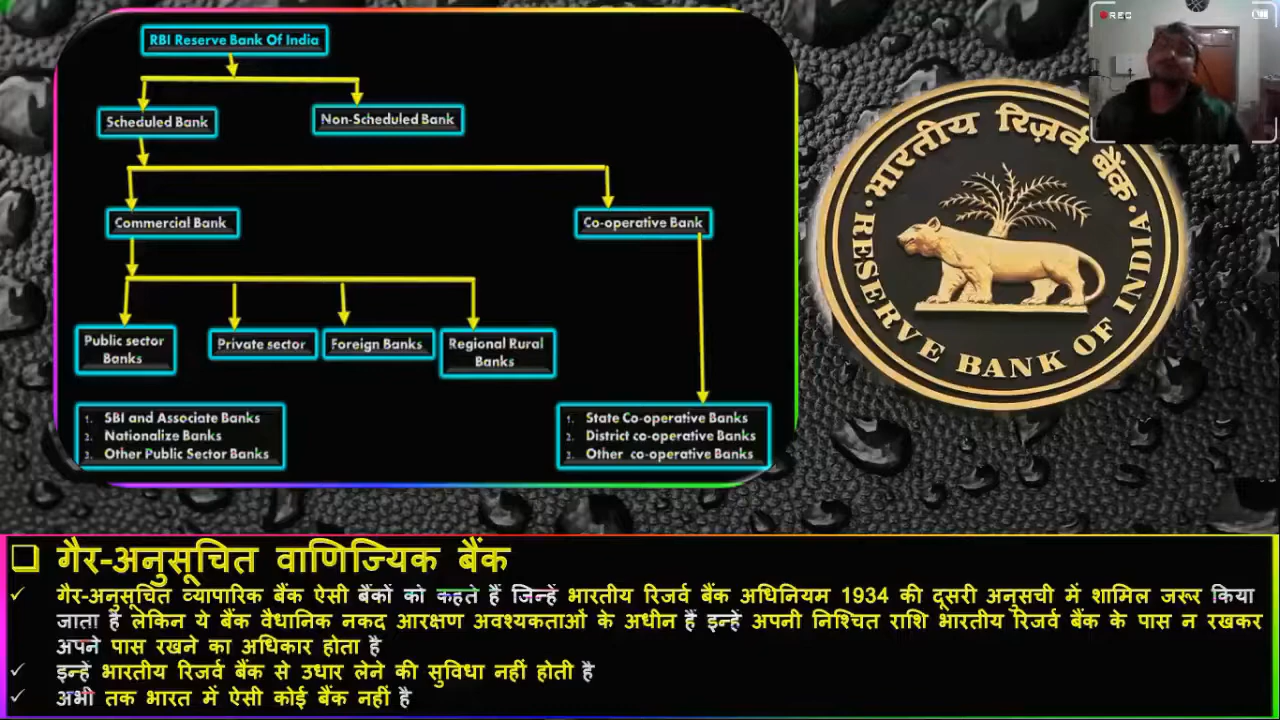 RBI Reserve Bank Of India
Scheduled Bank
Non-Scheduled Bank
Commercial Bank
Co-operative Bank
Public sector
Banks
Private sector
Foreign Banks
Regional Rural
Banks
1. SBI and Associate Banks
2. Nationalize Banks
3. Other Public Sector Banks
1. State Co-operative Banks
2. District co-operative Banks
3. Other co-operative Banks
REC
भारतीय रिज़र्व बैंक
RESERVE BANK OF INDIA
गैर-अनुसूचित वाणिज्यिक बैंक
गैर-अनुसूचित व्यापारिक बैंक ऐसी बैंकों को कहते हैं जिन्हें भारतीय रिजर्व बैंक अधिनियम 1934 की दूसरी अनुसची में शामिल जरूर किया
जाता है लेकिन ये बैंक वैधानिक नकद आरक्षण अवश्यकताओं के अधीन हैं इन्हें अपनी निश्चित राशि भारतीय रिजर्व बैंक के पास न रखकर
अपने पास रखने का अधिकार होता है
इन्हें भारतीय रिजर्व बैंक से उधार लेने की सुविधा नहीं होती है
अभी तक भारत में ऐसी कोई बैंक नहीं है